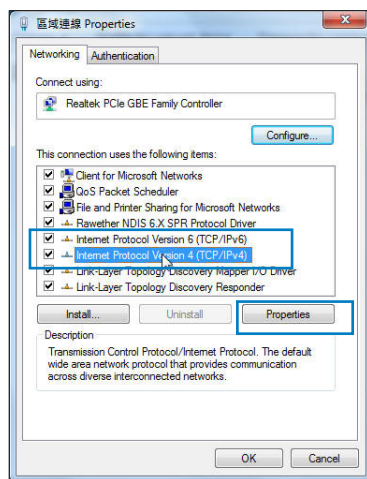 區域連線 Properties
Networking Authentication
Connect using:
Realtek PCIe GBE Family Controller
Configure...
This connection uses the following items:
Client for Microsoft Networks
QoS Packet Scheduler
File and Printer Sharing for Microsoft Networks
Rawether NDIS 6.X SPR Protocol Driver
Internet Protocol Version 6 (TCP/IPv6)
Internet Protocol Version 4 (TCP/IPv4)
Link-Layer Topology Discovery Mapper I/O Driver
Link-Layer Topology Discovery Responder
Install... Uninstall Properties
Description
Transmission Control Protocol/Internet Protocol. The default
wide area network protocol that provides communication
across diverse interconnected networks.
OK Cancel